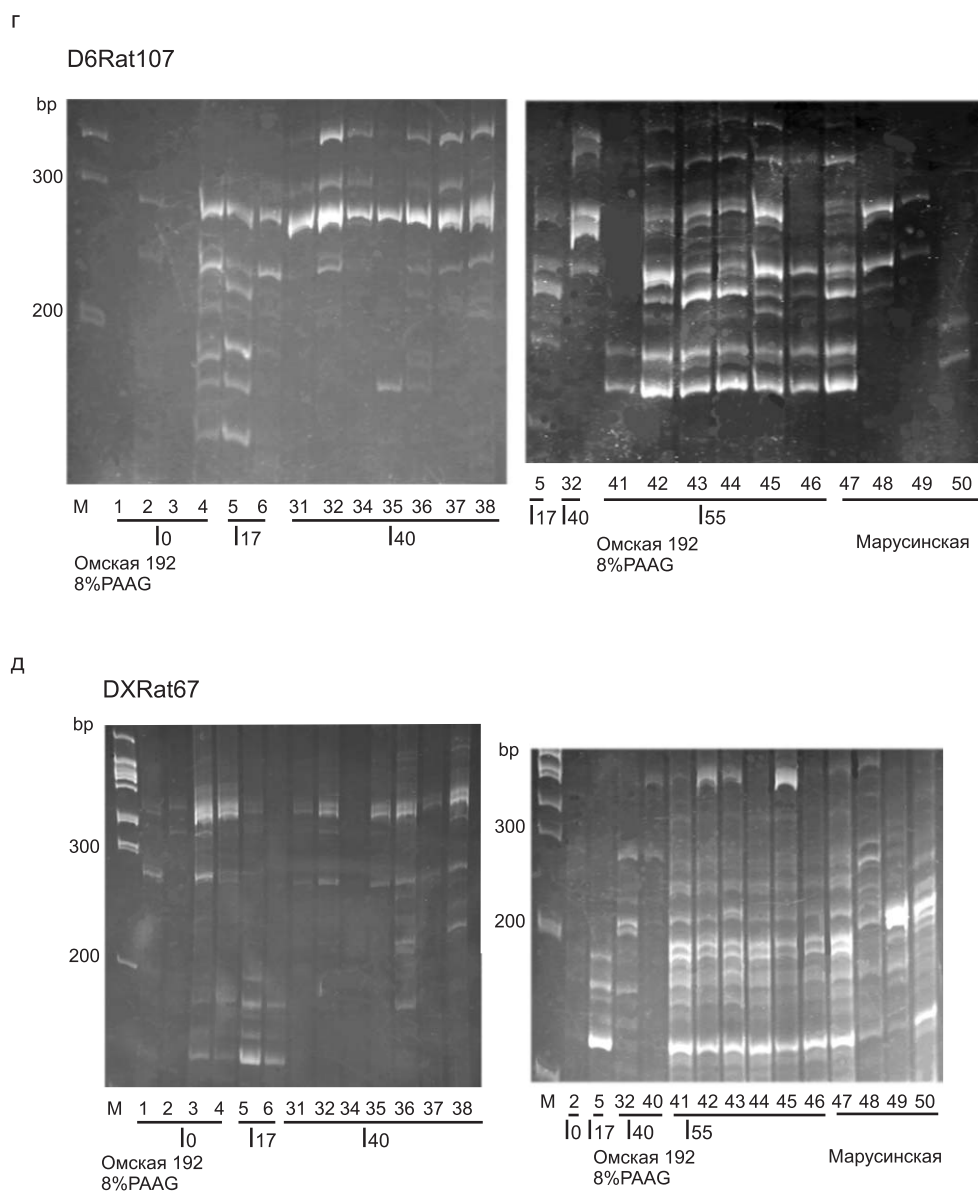 г
D6Rat107
bp
300
200
M 1 2 3 4 5 6 31 32 34 35 36 37 38
I0 I17 I40
Омская 192
8%PAAG
5 32 41 42 43 44 45 46 47 48 49 50
I17 I40 I55
Омская 192
8%PAAG
Марусинская
д
DXRat67
bp
300
200
M 1 2 3 4 5 6 31 32 34 35 36 37 38
I0 I17 I40
Омская 192
8%PAAG
bp
300
200
M 2 5 32 40 41 42 43 44 45 46 47 48 49 50
I0 I17 I40 I55
Омская 192
8%PAAG
Марусинская